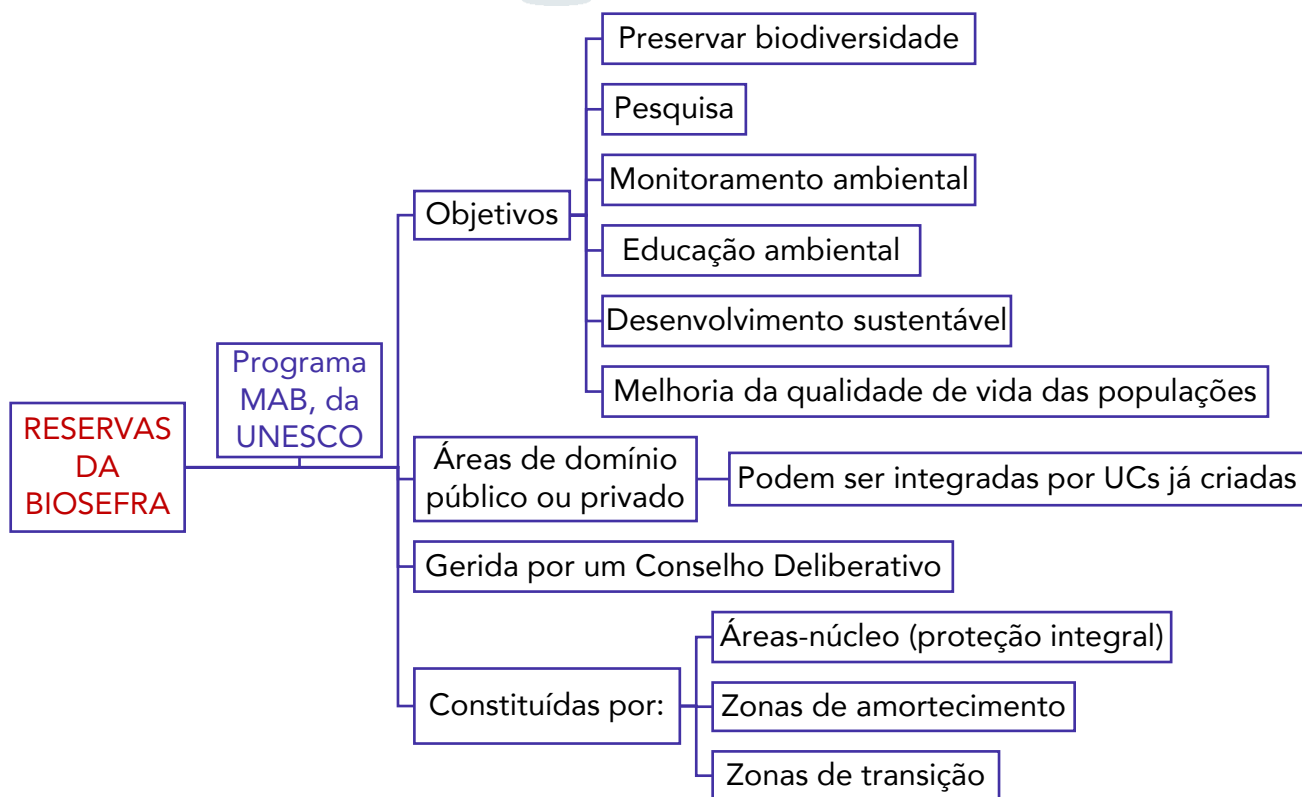 RESERVAS
DA
BIOSEFRA
Programa
MAB, da
UNESCO
Objetivos
Preservar biodiversidade
Pesquisa
Monitoramento ambiental
Educação ambiental
Desenvolvimento sustentável
Melhoria da qualidade de vida das populações
Áreas de domínio
público ou privado
Podem ser integradas por UCs já criadas
Gerida por um Conselho Deliberativo
Constituídas por:
Áreas-núcleo (proteção integral)
Zonas de amortecimento
Zonas de transição